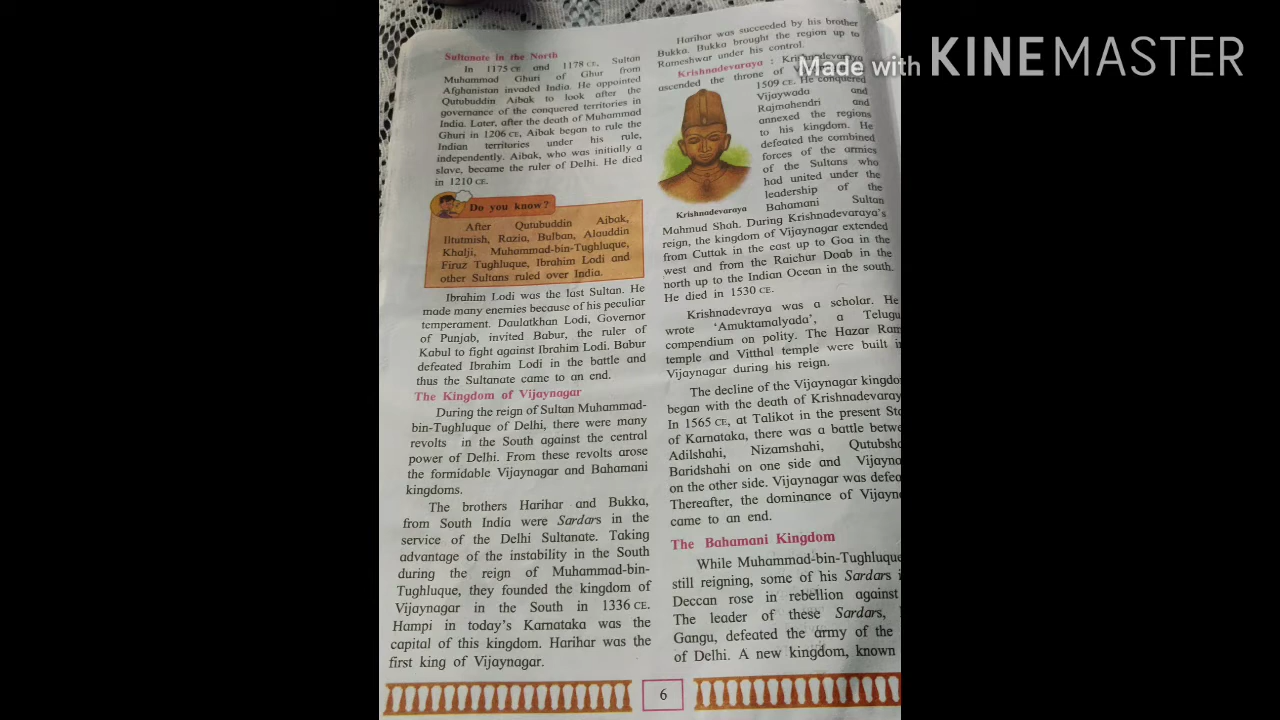 Sultanate in the North
In 1175 CE and 1178 CE, Sultan
Muhammad Ghuri of Ghur from
Afghanistan invaded India. He appointed
Qutubuddin Aibak to look after the
governance of the conquered territories in
India. Later, after the death of Muhammad
Ghuri in 1206 CE, Aibak began to rule the
Indian territories under his rule,
independently. Aibak, who was initially a
slave, became the ruler of Delhi. He died
in 1210 CE.
Do you know?
After Qutubuddin Aibak,
Iltutmish, Razia, Bulban, Alauddin
Khalji, Muhammad-bin-Tughluque,
Firuz Tughluque, Ibrahim Lodi and
other Sultans ruled over India.
Ibrahim Lodi was the last Sultan. He
made many enemies because of his peculiar
temperament. Daulatkhan Lodi, Governor
of Punjab, invited Babur, the ruler of
Kabul to fight against Ibrahim Lodi. Babur
defeated Ibrahim Lodi in the battle and
thus the Sultanate came to an end.
The Kingdom of Vijaynagar
During the reign of Sultan Muhammad-
bin-Tughluque of Delhi, there were many
revolts in the South against the central
power of Delhi. From these revolts arose
the formidable Vijaynagar and Bahamani
kingdoms.
The brothers Harihar and Bukka,
from South India were Sardars in the
service of the Delhi Sultanate. Taking
advantage of the instability in the South
during the reign of Muhammad-bin-
Tughluque, they founded the kingdom of
Vijaynagar in the South in 1336 CE.
Hampi in today's Karnataka was the
capital of this kingdom. Harihar was the
first king of Vijaynagar.
Harihar was succeeded by his brother
Bukka. Bukka brought the region up to
Rameshwar under his control.
Krishnadevaraya : Krishnadevaraya
ascended the throne of
1509 CE. He conquered
Vijaywada and
Rajmahendri and
annexed the regions
to his kingdom. He
defeated the combined
forces of the armies
of the Sultans who
had united under the
leadership of the
Bahamani Sultan
Krishnadevaraya
Mahmud Shah. During Krishnadevaraya's
reign, the kingdom of Vijaynagar extended
from Cuttak in the east up to Goa in the
west and from the Raichur Doab in the
north up to the Indian Ocean in the south.
He died in 1530 CE.
Krishnadevraya was a scholar. He
wrote 'Amuktamalyada', a Telugu
compendium on polity. The Hazar Ram
temple and Vitthal temple were built in
Vijaynagar during his reign.
The decline of the Vijaynagar kingdo
began with the death of Krishnadevaray
In 1565 CE, at Talikot in the present Sta
of Karnataka, there was a battle betwe
Adilshahi, Nizamshahi, Qutubsha
Baridshahi on one side and Vijayna
on the other side. Vijaynagar was defea
Thereafter, the dominance of Vijayna
came to an end.
The Bahamani Kingdom
While Muhammad-bin-Tughluque
still reigning, some of his Sardars i
Deccan rose in rebellion against
The leader of these Sardars,
Gangu, defeated the army of the
of Delhi. A new kingdom, known
6
Made with KINEMASTER